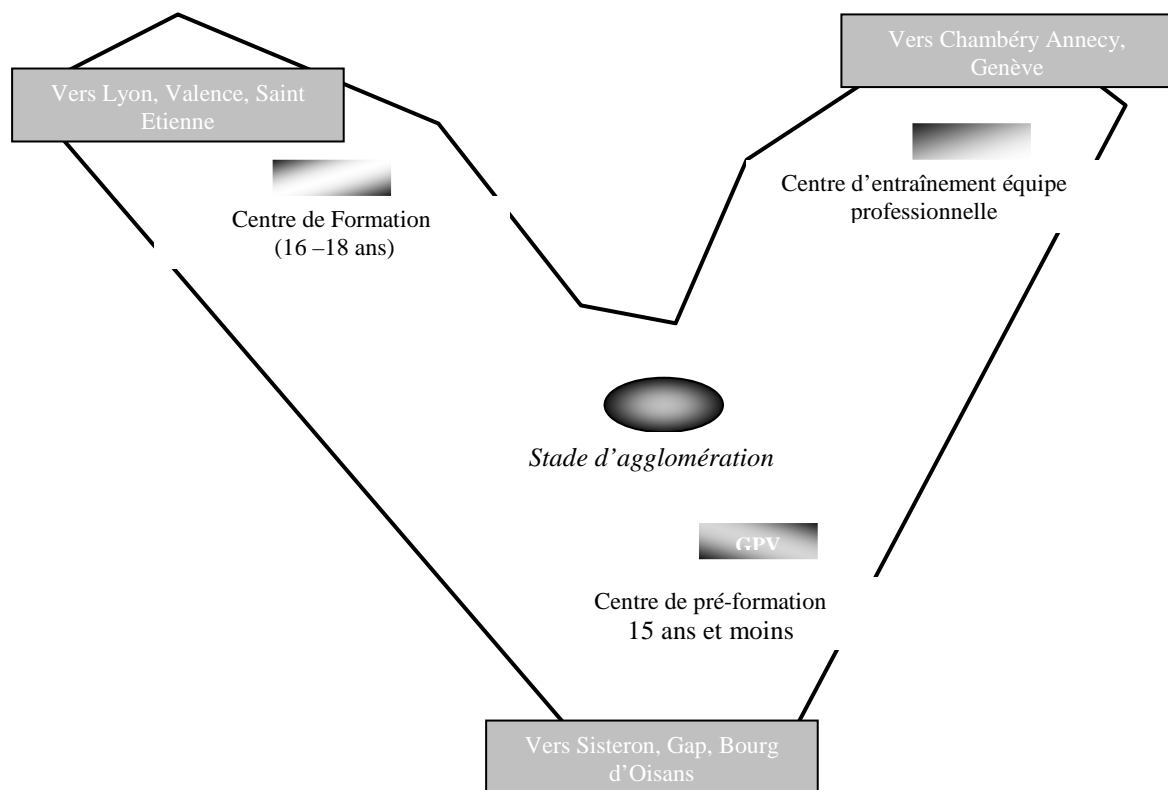 Vers Chambéry Annecy,
Genève
Vers Lyon, Valence, Saint
Etienne
Centre d’entraînement équipe
professionnelle
Centre de Formation
(16 –18 ans)
Stade d’agglomération
GPV
Centre de pré-formation
15 ans et moins
Vers Sisteron, Gap, Bourg
d’Oisans